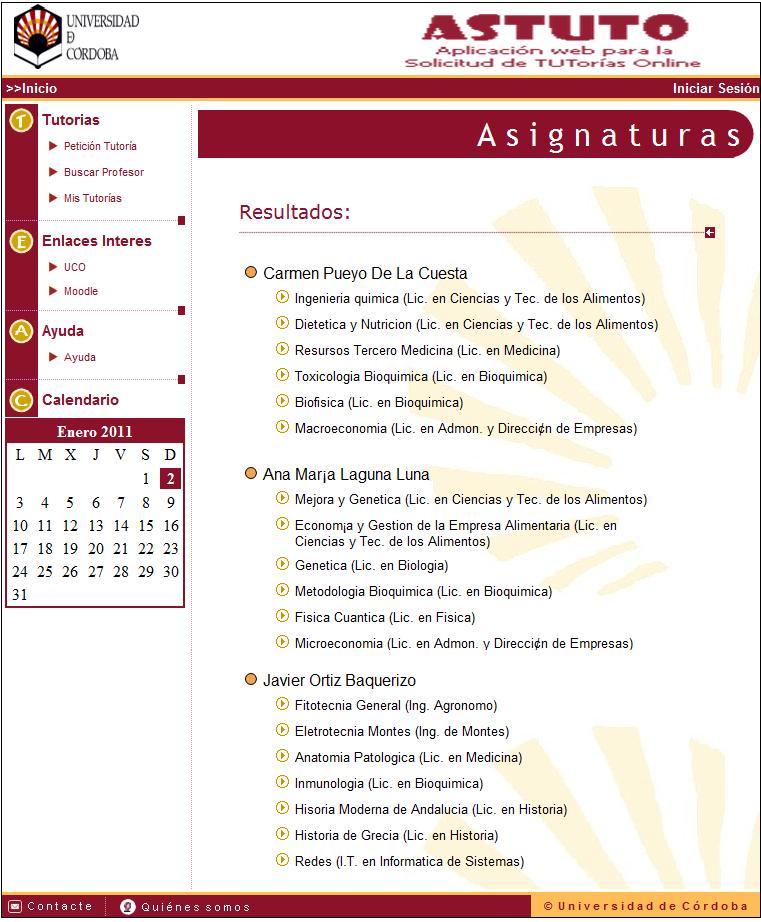 UNIVERSIDAD
D
CÓRDOBA
ASTUTO
Aplicación web para la
Solicitud de TUTorías Online
>>Inicio
Iniciar Sesión
T Tutorias
Petición Tutoría
Buscar Profesor
Mis Tutorías
E Enlaces Interes
UCO
Moodle
A Ayuda
Ayuda
C Calendario
Enero 2011
L M X J V S D
1 2
3 4 5 6 7 8 9
10 11 12 13 14 15 16
17 18 19 20 21 22 23
24 25 26 27 28 29 30
31
Asignaturas
Resultados:
Carmen Pueyo De La Cuesta
Ingenieria quimica (Lic. en Ciencias y Tec. de los Alimentos)
Dietetica y Nutricion (Lic. en Ciencias y Tec. de los Alimentos)
Resursos Tercero Medicina (Lic. en Medicina)
Toxicologia Bioquimica (Lic. en Bioquimica)
Biofisica (Lic. en Bioquimica)
Macroeconomia (Lic. en Admon. y Direcci¢n de Empresas)
Ana Mar¡a Laguna Luna
Mejora y Genetica (Lic. en Ciencias y Tec. de los Alimentos)
Econom¡a y Gestion de la Empresa Alimentaria (Lic. en
Ciencias y Tec. de los Alimentos)
Genetica (Lic. en Biologia)
Metodologia Bioquimica (Lic. en Bioquimica)
Fisica Cuantica (Lic. en Fisica)
Microeconomia (Lic. en Admon. y Direcci¢n de Empresas)
Javier Ortiz Baquerizo
Fitotecnia General (Ing. Agronomo)
Eletrotecnia Montes (Ing. de Montes)
Anatomia Patologica (Lic. en Medicina)
Inmunologia (Lic. en Bioquimica)
Hisoria Moderna de Andalucia (Lic. en Historia)
Historia de Grecia (Lic. en Historia)
Redes (I.T. en Informatica de Sistemas)
Contacte
Quiénes somos
© Universidad de Córdoba